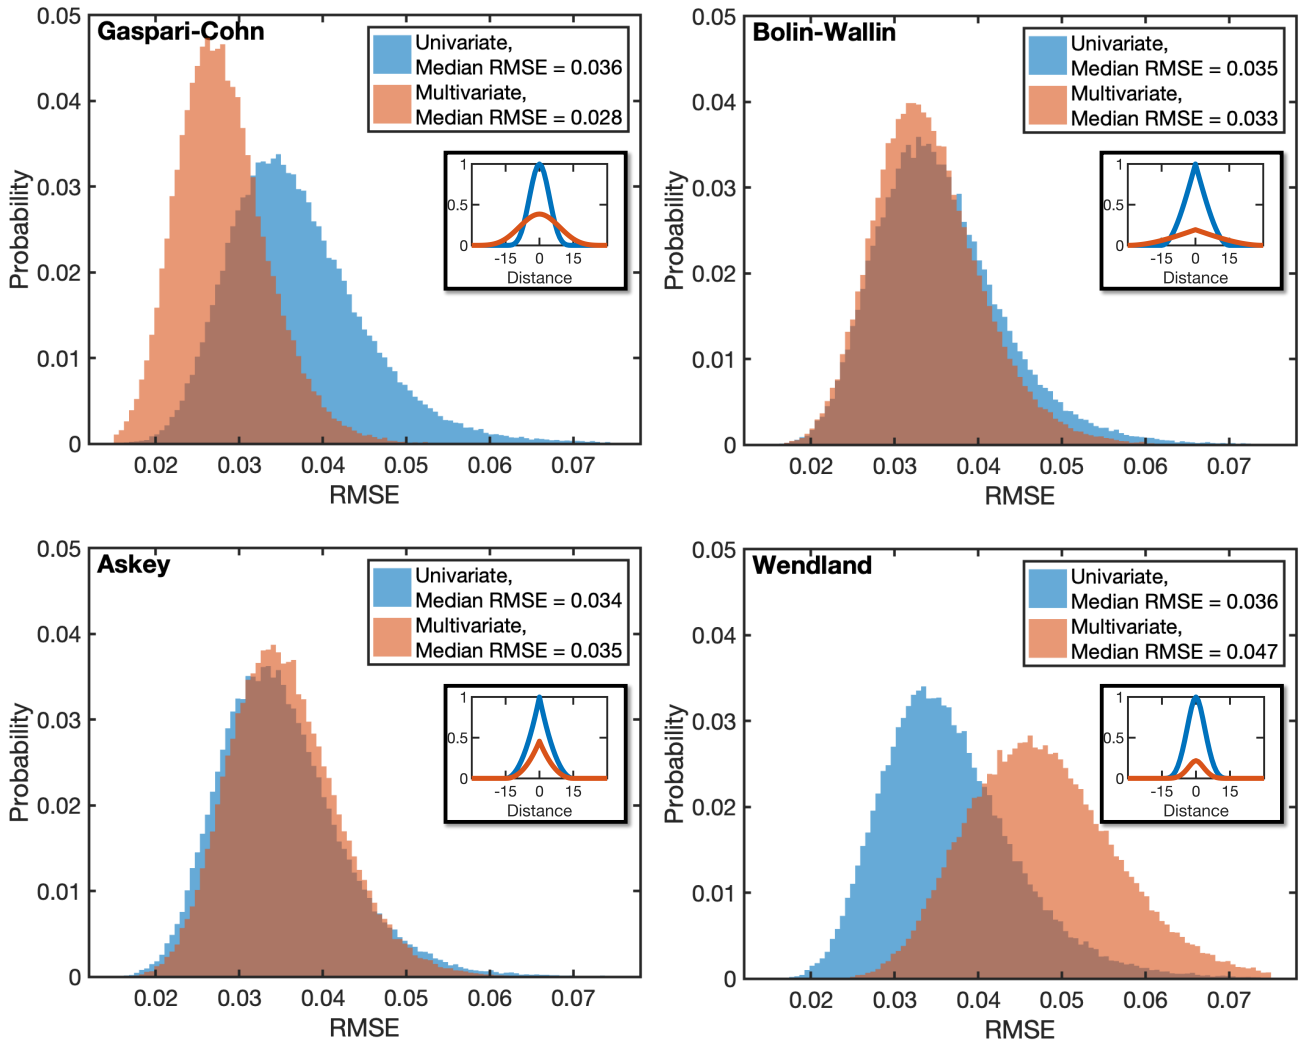 Gaspari-Cohn
Univariate,
Median RMSE = 0.036
Multivariate,
Median RMSE = 0.028
1
0.5
0
-15 0 15
Distance
0.05
0.04
0.03
0.02
0.01
0
Probability
0.02 0.03 0.04 0.05 0.06 0.07
RMSE
Bolin-Wallin
Univariate,
Median RMSE = 0.035
Multivariate,
Median RMSE = 0.033
1
0.5
0
-15 0 15
Distance
0.05
0.04
0.03
0.02
0.01
0
Probability
0.02 0.03 0.04 0.05 0.06 0.07
RMSE
Askey
Univariate,
Median RMSE = 0.034
Multivariate,
Median RMSE = 0.035
1
0.5
0
-15 0 15
Distance
0.05
0.04
0.03
0.02
0.01
0
Probability
0.02 0.03 0.04 0.05 0.06 0.07
RMSE
Wendland
Univariate,
Median RMSE = 0.036
Multivariate,
Median RMSE = 0.047
1
0.5
0
-15 0 15
Distance
0.05
0.04
0.03
0.02
0.01
0
Probability
0.02 0.03 0.04 0.05 0.06 0.07
RMSE